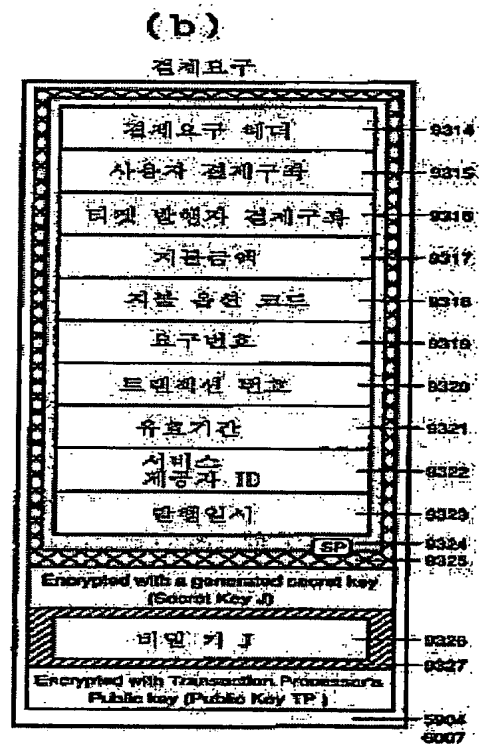 (b)
결제요구
결제요구 헤더
9314
사용자 결제구좌
9315
티켓 발행자 결제구좌
9316
지불금액
9317
지불 옵션 코드
9318
요구번호
9319
트랜잭션 번호
9320
유효기간
9321
서비스
제공자 ID
9322
발행일시
9323
SP
9324
9325
Encrypted with a generated secret key
(Secret Key J)
비밀 키 J
9326
9327
Encrypted with Transaction Processor's
Public key (Public Key TP)
5904
6007